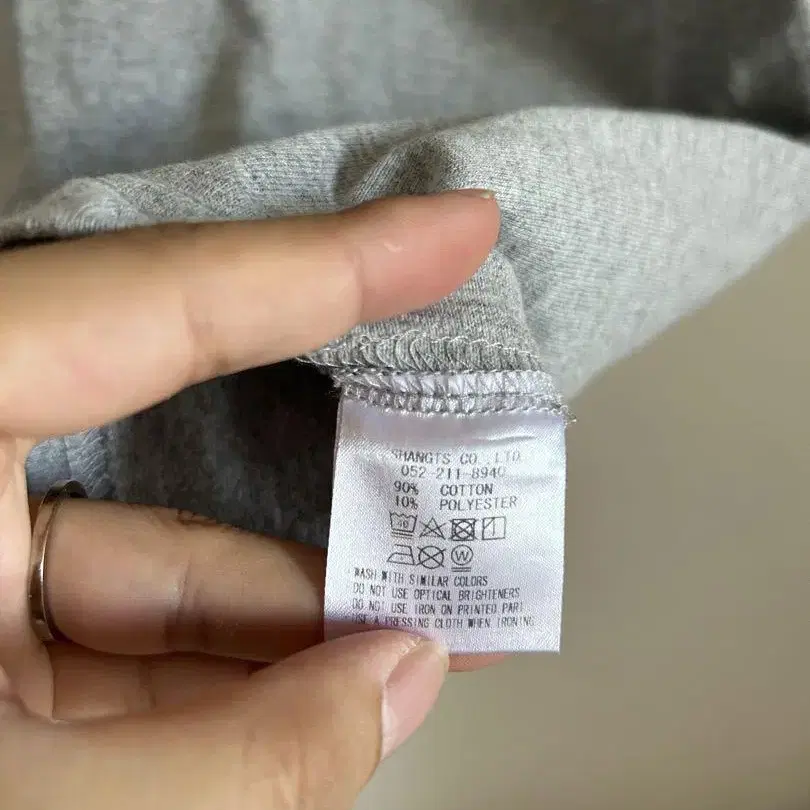 SHANGTS CO.,LTD.
052-211-8940
90% COTTON
10% POLYESTER
40
W
WASH WITH SIMILAR COLORS
DO NOT USE OPTICAL BRIGHTENERS
DO NOT USE IRON ON PRINTED PART
USE A PRESSING CLOTH WHEN IRONING